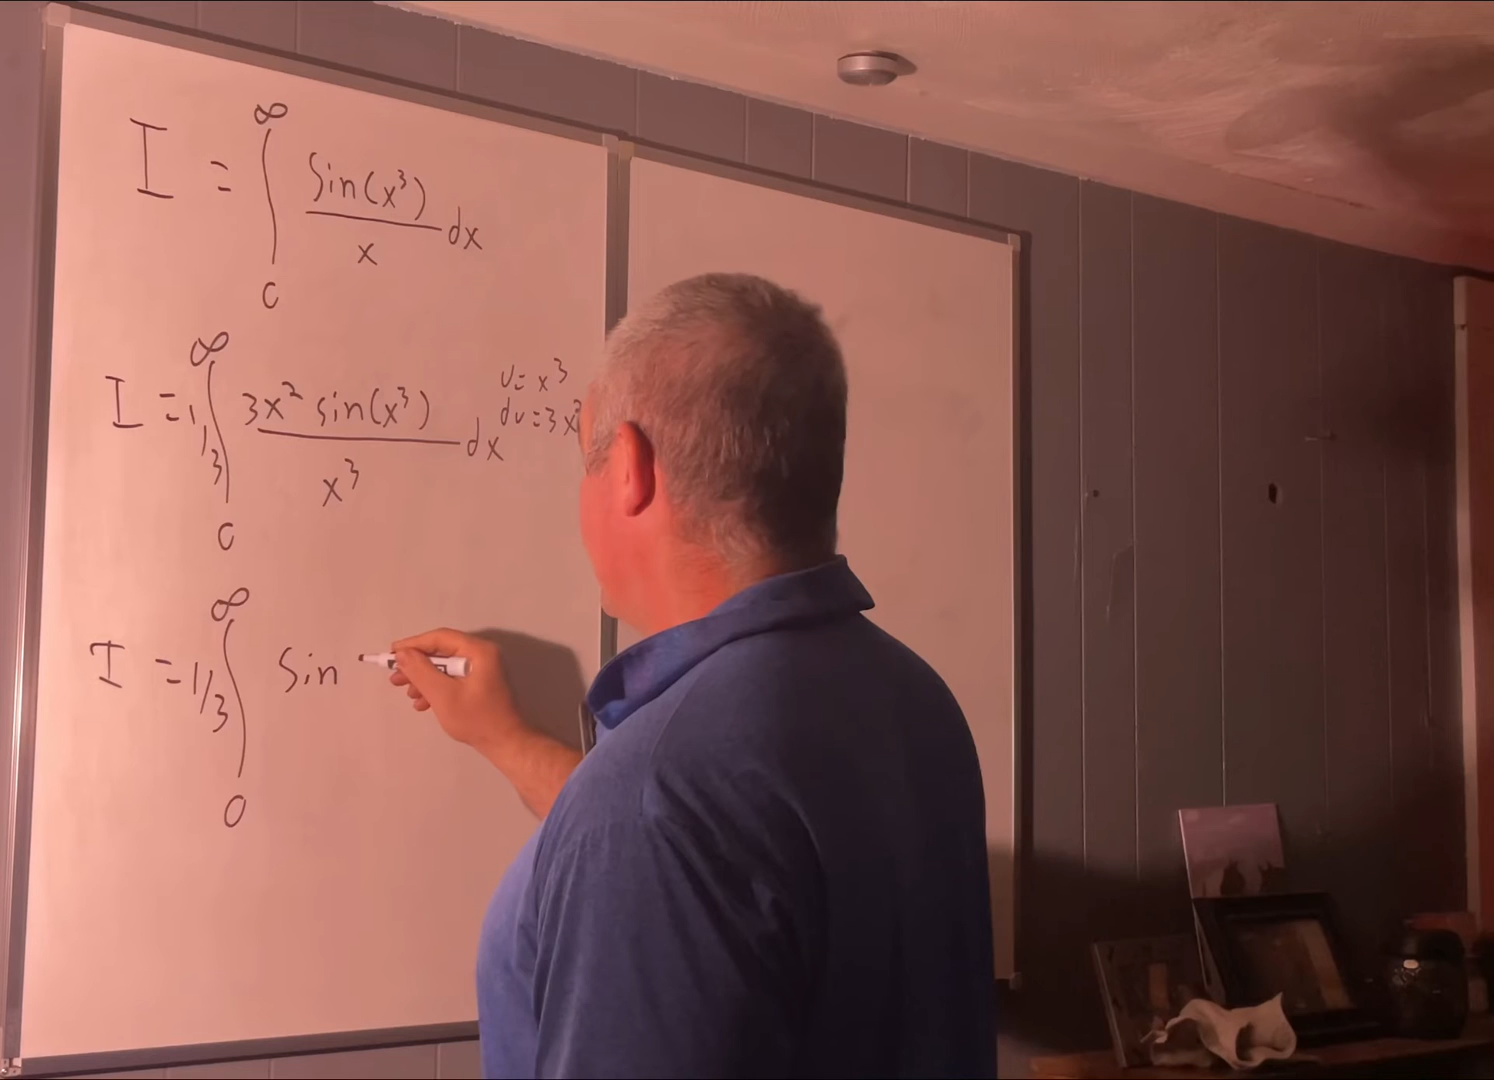 ∞
I = ∫ sin(x³)/x dx
0
∞
I = 1/3 ∫ 3x² sin(x³)/x³ dx
0
u = x³
du = 3x²
∞
I = 1/3 ∫ sin
0